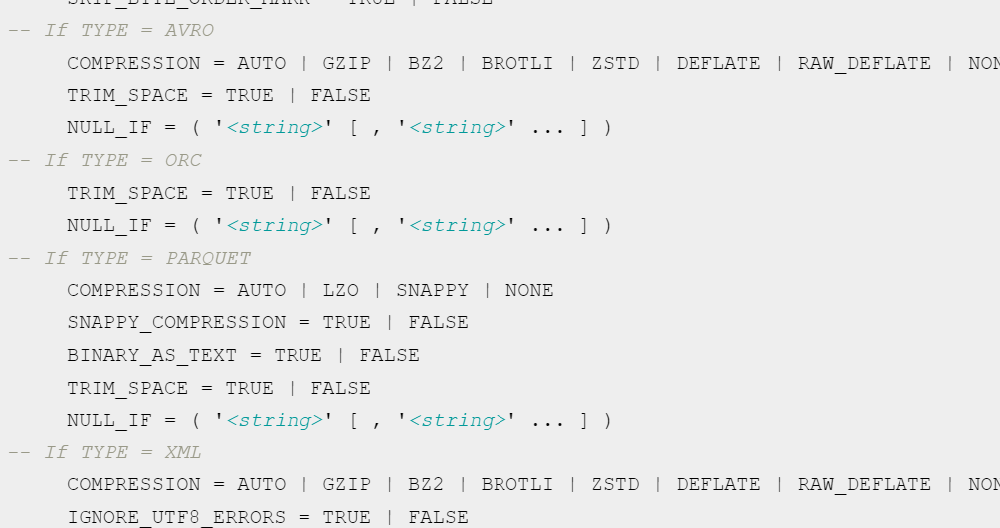 SKIP_BYTE_ORDER_MARK = TRUE | FALSE
-- If TYPE = AVRO
COMPRESSION = AUTO | GZIP | BZ2 | BROTLI | ZSTD | DEFLATE | RAW_DEFLATE | NON
TRIM_SPACE = TRUE | FALSE
NULL_IF = ( '<string>' [ , '<string>' ... ] )
-- If TYPE = ORC
TRIM_SPACE = TRUE | FALSE
NULL_IF = ( '<string>' [ , '<string>' ... ] )
-- If TYPE = PARQUET
COMPRESSION = AUTO | LZO | SNAPPY | NONE
SNAPPY_COMPRESSION = TRUE | FALSE
BINARY_AS_TEXT = TRUE | FALSE
TRIM_SPACE = TRUE | FALSE
NULL_IF = ( '<string>' [ , '<string>' ... ] )
-- If TYPE = XML
COMPRESSION = AUTO | GZIP | BZ2 | BROTLI | ZSTD | DEFLATE | RAW_DEFLATE | NON
IGNORE_UTF8_ERRORS = TRUE | FALSE